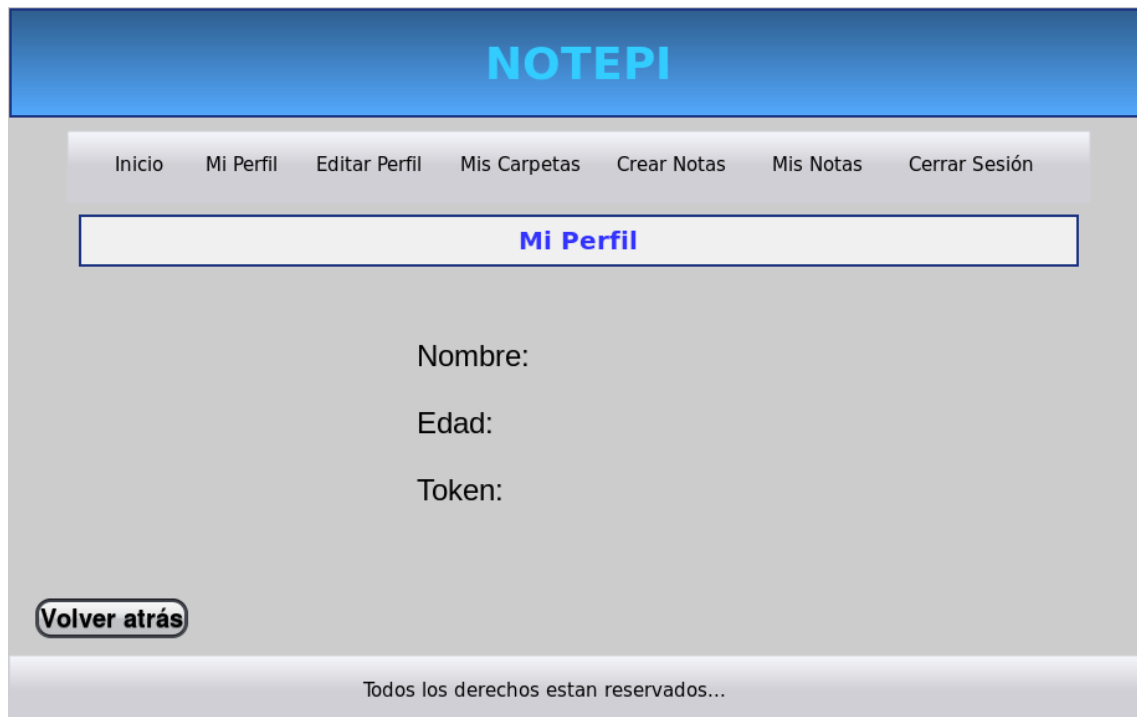 NOTEPI
Inicio Mi Perfil Editar Perfil Mis Carpetas Crear Notas Mis Notas Cerrar Sesión
Mi Perfil
Nombre:
Edad:
Token:
Volver atrás
Todos los derechos estan reservados...